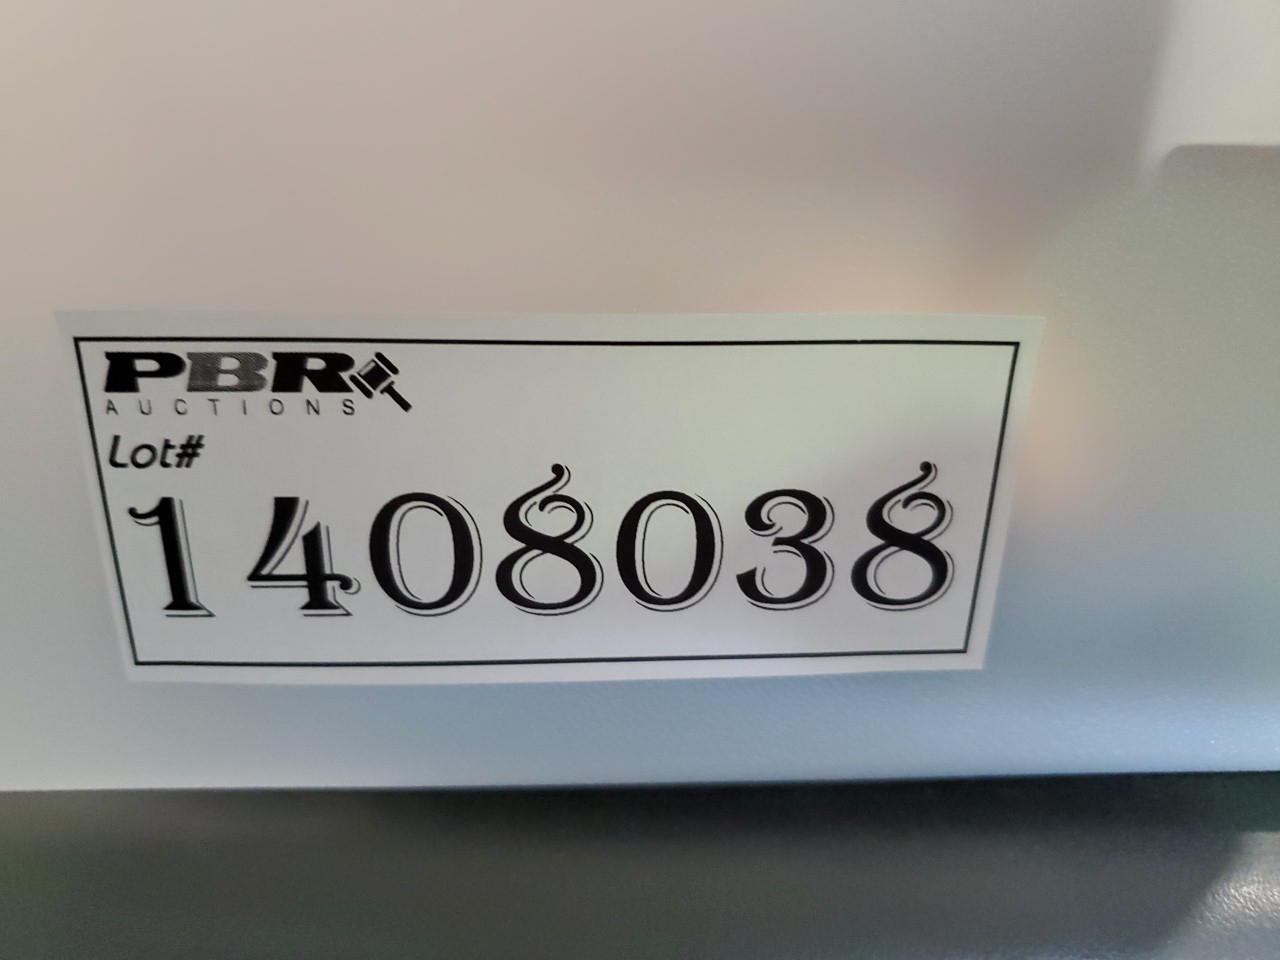 PBR
AUCTIONS
Lot#
1408038